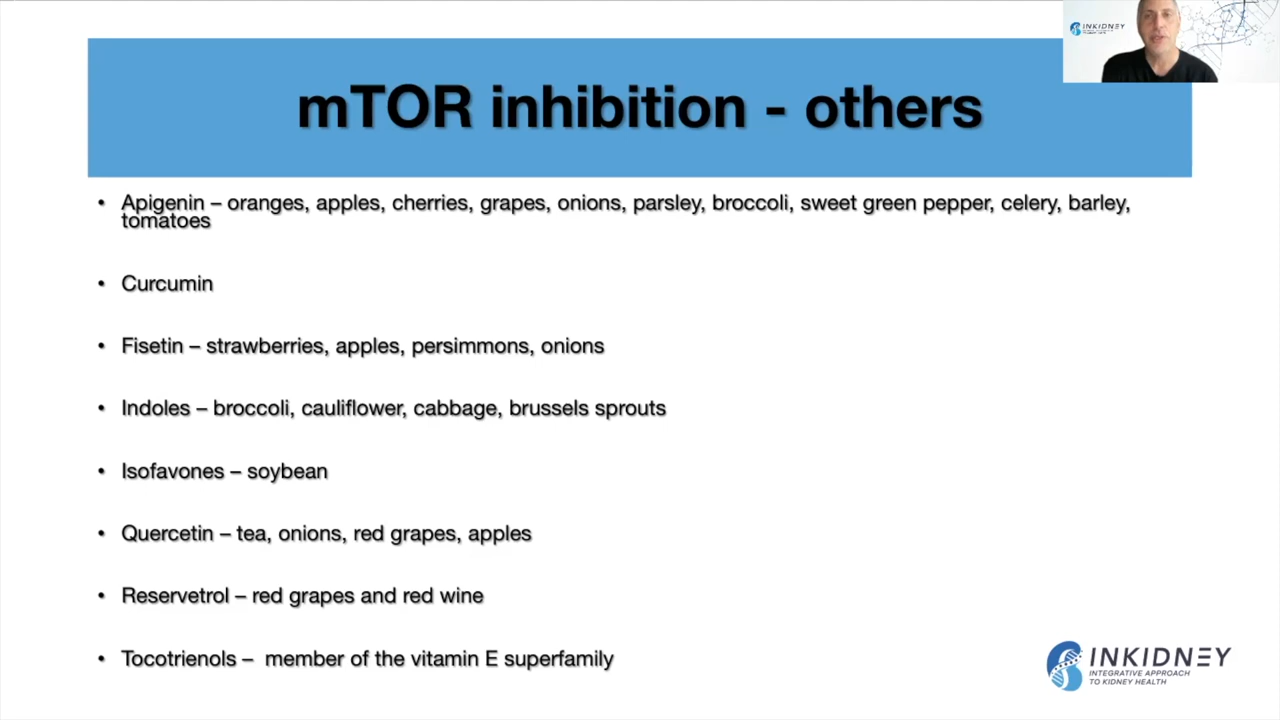 INKIDNEY
mTOR inhibition - others
• Apigenin – oranges, apples, cherries, grapes, onions, parsley, broccoli, sweet green pepper, celery, barley,
tomatoes
• Curcumin
• Fisetin – strawberries, apples, persimmons, onions
• Indoles – broccoli, cauliflower, cabbage, brussels sprouts
• Isofavones – soybean
• Quercetin – tea, onions, red grapes, apples
• Reservetrol – red grapes and red wine
• Tocotrienols –  member of the vitamin E superfamily
INKIDNEY
INTEGRATIVE APPROACH
TO KIDNEY HEALTH